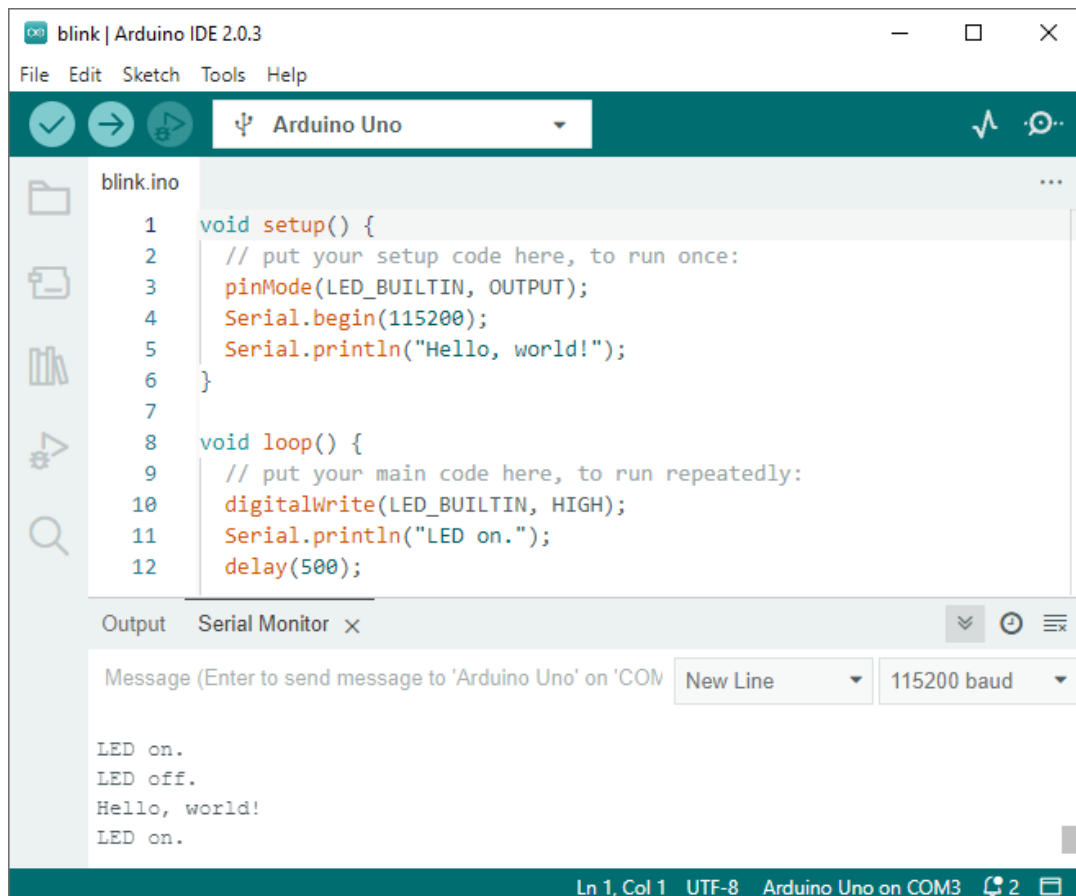 blink | Arduino IDE 2.0.3
File Edit Sketch Tools Help
Arduino Uno
blink.ino
1 void setup() {
2 // put your setup code here, to run once:
3 pinMode(LED_BUILTIN, OUTPUT);
4 Serial.begin(115200);
5 Serial.println("Hello, world!");
6 }
7
8 void loop() {
9 // put your main code here, to run repeatedly:
10 digitalWrite(LED_BUILTIN, HIGH);
11 Serial.println("LED on.");
12 delay(500);
Output Serial Monitor
Message (Enter to send message to 'Arduino Uno' on 'COM New Line 115200 baud
LED on.
LED off.
Hello, world!
LED on.
Ln 1, Col 1 UTF-8 Arduino Uno on COM3 2